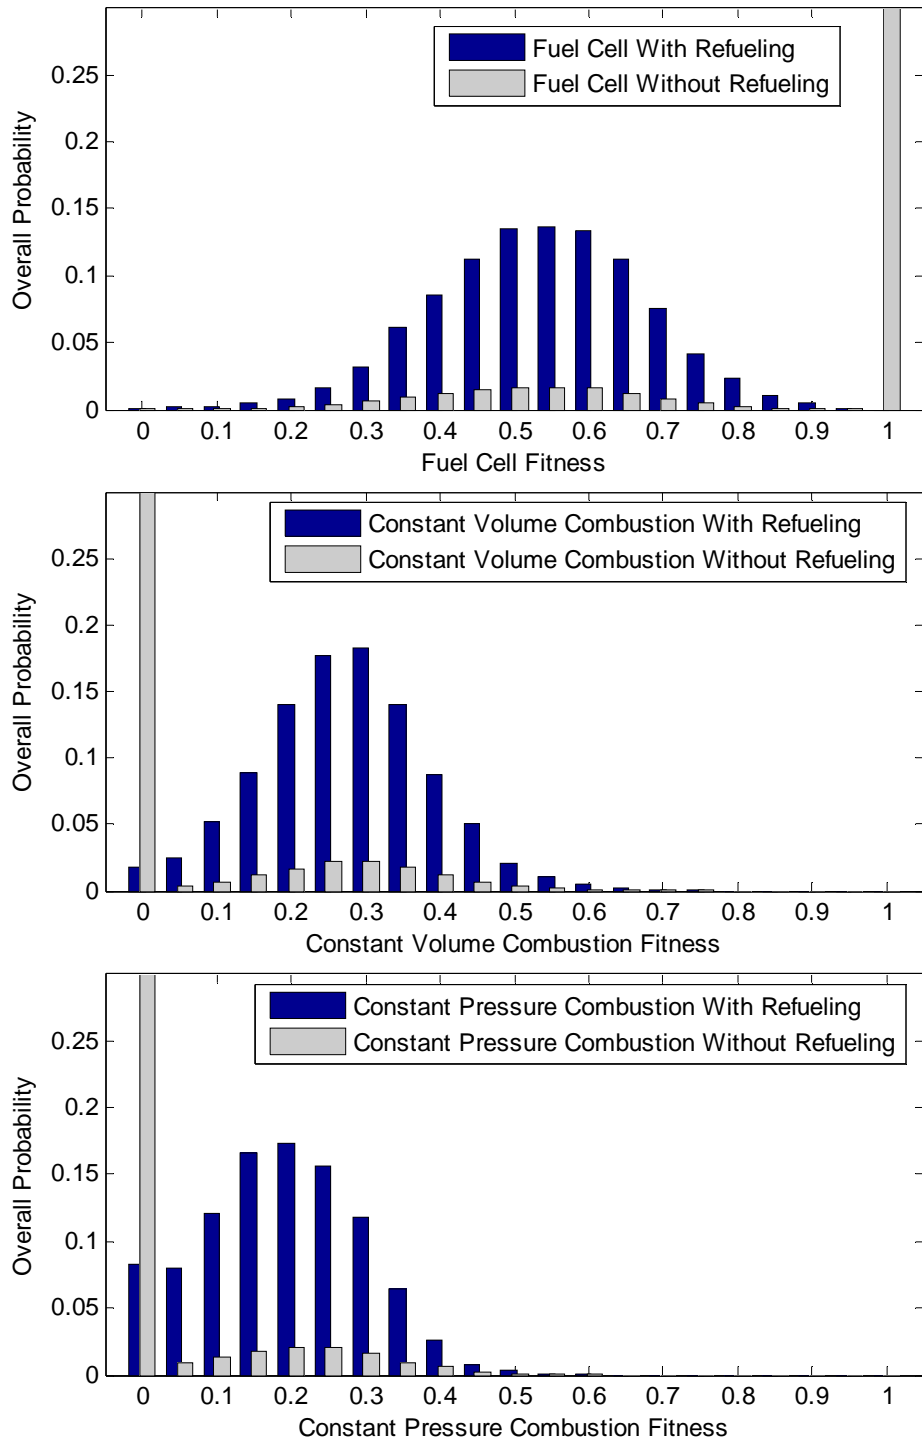 Fuel Cell With Refueling
Fuel Cell Without Refueling
Overall Probability
0.25
0.2
0.15
0.1
0.05
0
0 0.1 0.2 0.3 0.4 0.5 0.6 0.7 0.8 0.9 1
Fuel Cell Fitness
Constant Volume Combustion With Refueling
Constant Volume Combustion Without Refueling
Overall Probability
0.25
0.2
0.15
0.1
0.05
0
0 0.1 0.2 0.3 0.4 0.5 0.6 0.7 0.8 0.9 1
Constant Volume Combustion Fitness
Constant Pressure Combustion With Refueling
Constant Pressure Combustion Without Refueling
Overall Probability
0.25
0.2
0.15
0.1
0.05
0
0 0.1 0.2 0.3 0.4 0.5 0.6 0.7 0.8 0.9 1
Constant Pressure Combustion Fitness